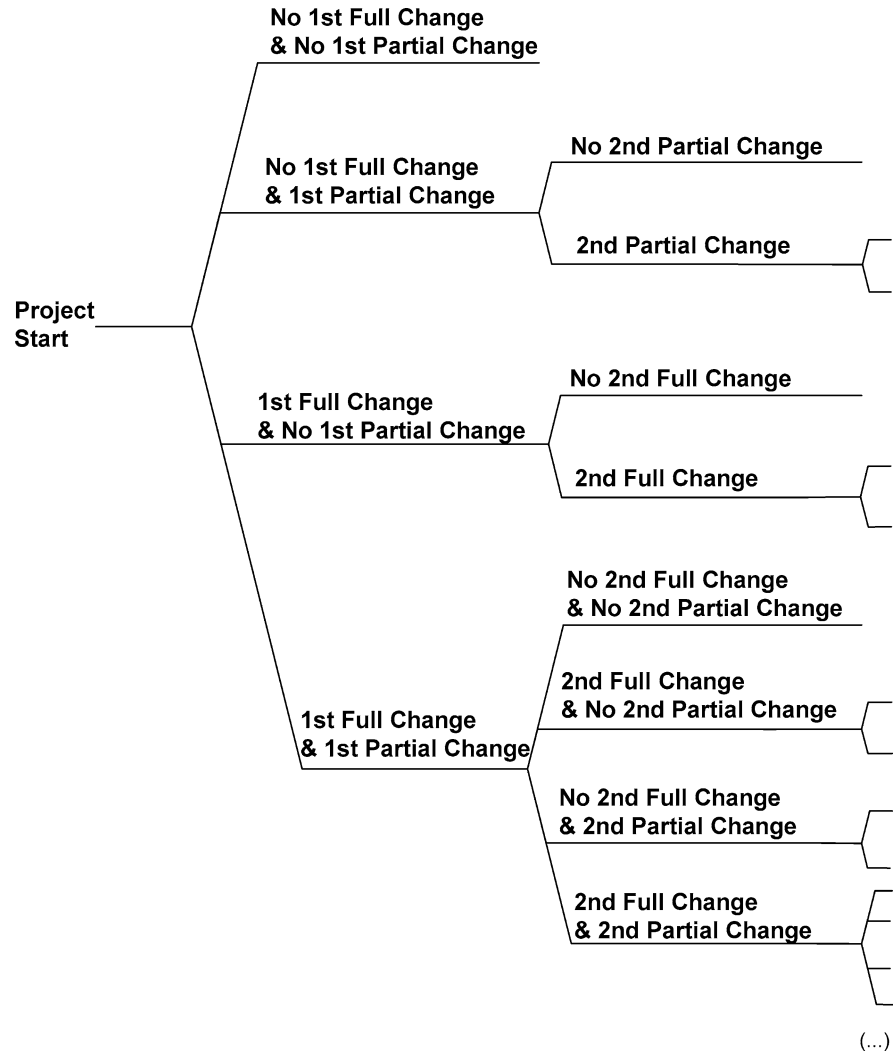 No 1st Full Change
& No 1st Partial Change
No 1st Full Change
& 1st Partial Change
No 2nd Partial Change
2nd Partial Change
Project
Start
1st Full Change
& No 1st Partial Change
No 2nd Full Change
2nd Full Change
1st Full Change
& 1st Partial Change
No 2nd Full Change
& No 2nd Partial Change
2nd Full Change
& No 2nd Partial Change
No 2nd Full Change
& 2nd Partial Change
2nd Full Change
& 2nd Partial Change
(...)